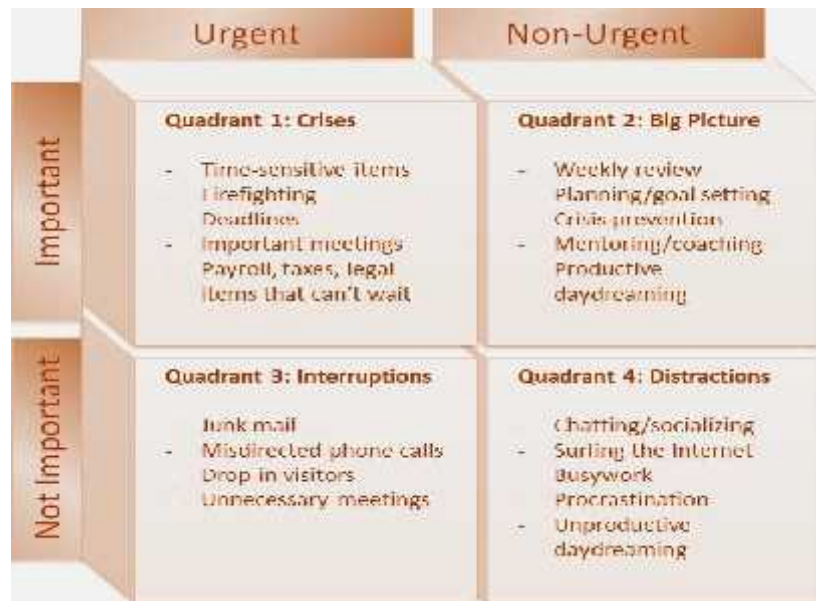 Urgent
Non-Urgent
Important
Quadrant 1: Crises
- Time-sensitive items
Firefighting
Deadlines
- Important meetings
Payroll, taxes, legal
items that can't wait
Quadrant 2: Big Picture
- Weekly review
Planning/goal setting
Crisis prevention
- Mentoring/coaching
Productive
daydreaming
Not Important
Quadrant 3: Interruptions
Junk mail
- Misdirected phone calls
Drop in visitors
Unnecessary meetings
Quadrant 4: Distractions
Chatting/socializing
- Surfing the Internet
Busywork
Procrastination
- Unproductive
daydreaming